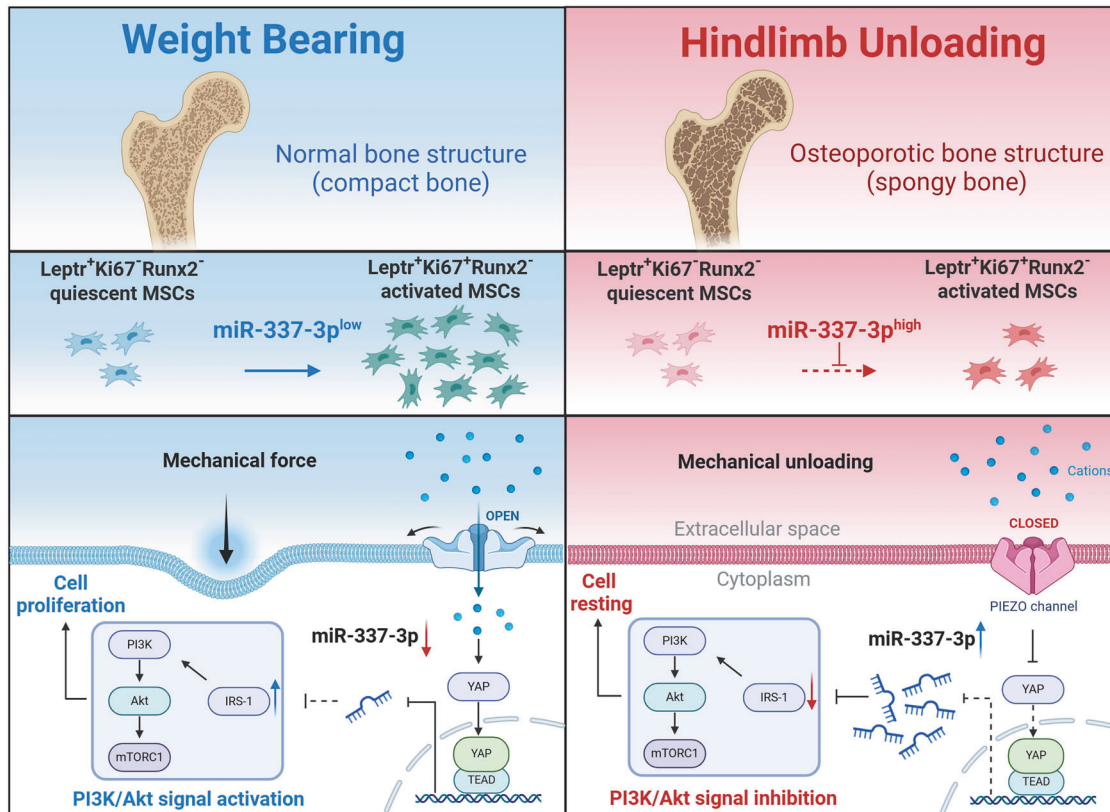 Weight Bearing
Normal bone structure
(compact bone)
Hindlimb Unloading
Osteoporotic bone structure
(spongy bone)
Leptr⁺Ki67⁻Runx2⁻
quiescent MSCs
miR-337-3pˡᵒʷ
Leptr⁺Ki67⁺Runx2⁻
activated MSCs
Leptr⁺Ki67⁻Runx2⁻
quiescent MSCs
miR-337-3pʰⁱᵍʰ
Leptr⁺Ki67⁺Runx2⁻
activated MSCs
Mechanical force
OPEN
Cell
proliferation
miR-337-3p
PI3K
Akt
IRS-1
mTORC1
YAP
YAP
TEAD
PI3K/Akt signal activation
Mechanical unloading
Cations
Extracellular space
CLOSED
Cytoplasm
PIEZO channel
Cell
resting
miR-337-3p
PI3K
Akt
IRS-1
mTORC1
YAP
YAP
TEAD
PI3K/Akt signal inhibition